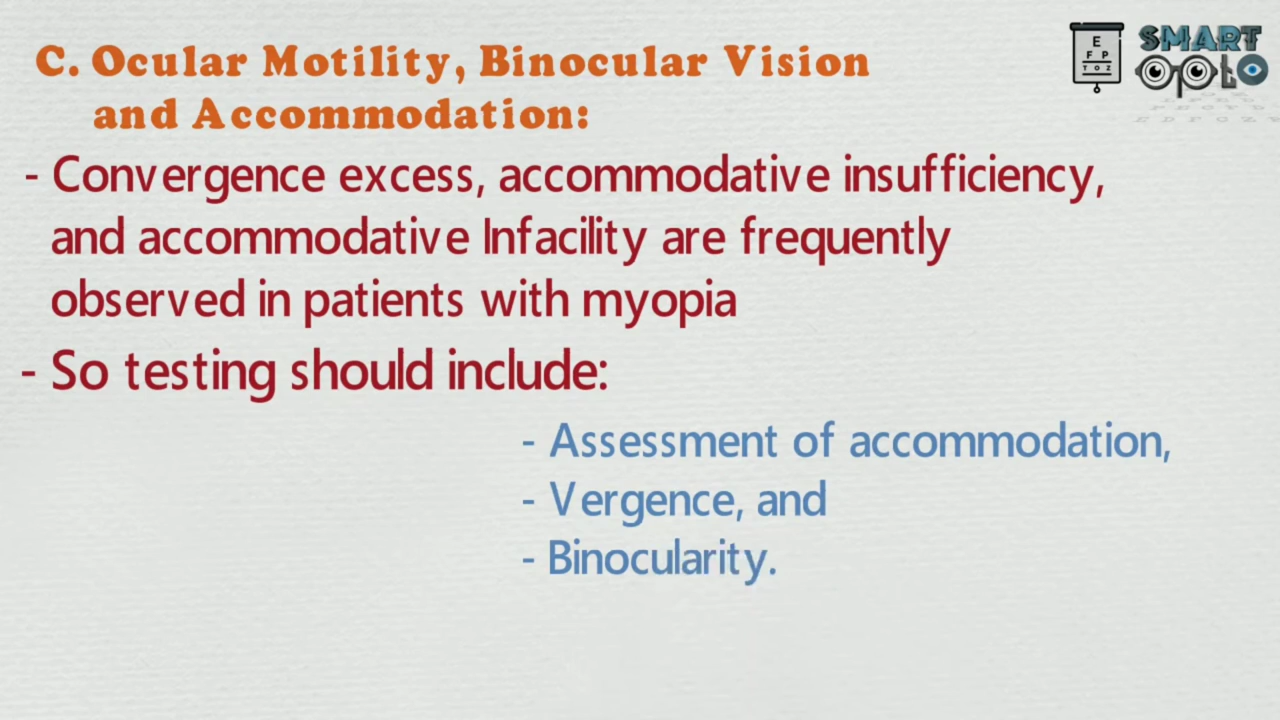 C. Ocular Motility, Binocular Vision
and Accommodation:
- Convergence excess, accommodative insufficiency,
and accommodative Infacility are frequently
observed in patients with myopia
- So testing should include:
- Assessment of accommodation,
- Vergence, and
- Binocularity.
E
F P
T O Z
SMART
OptO